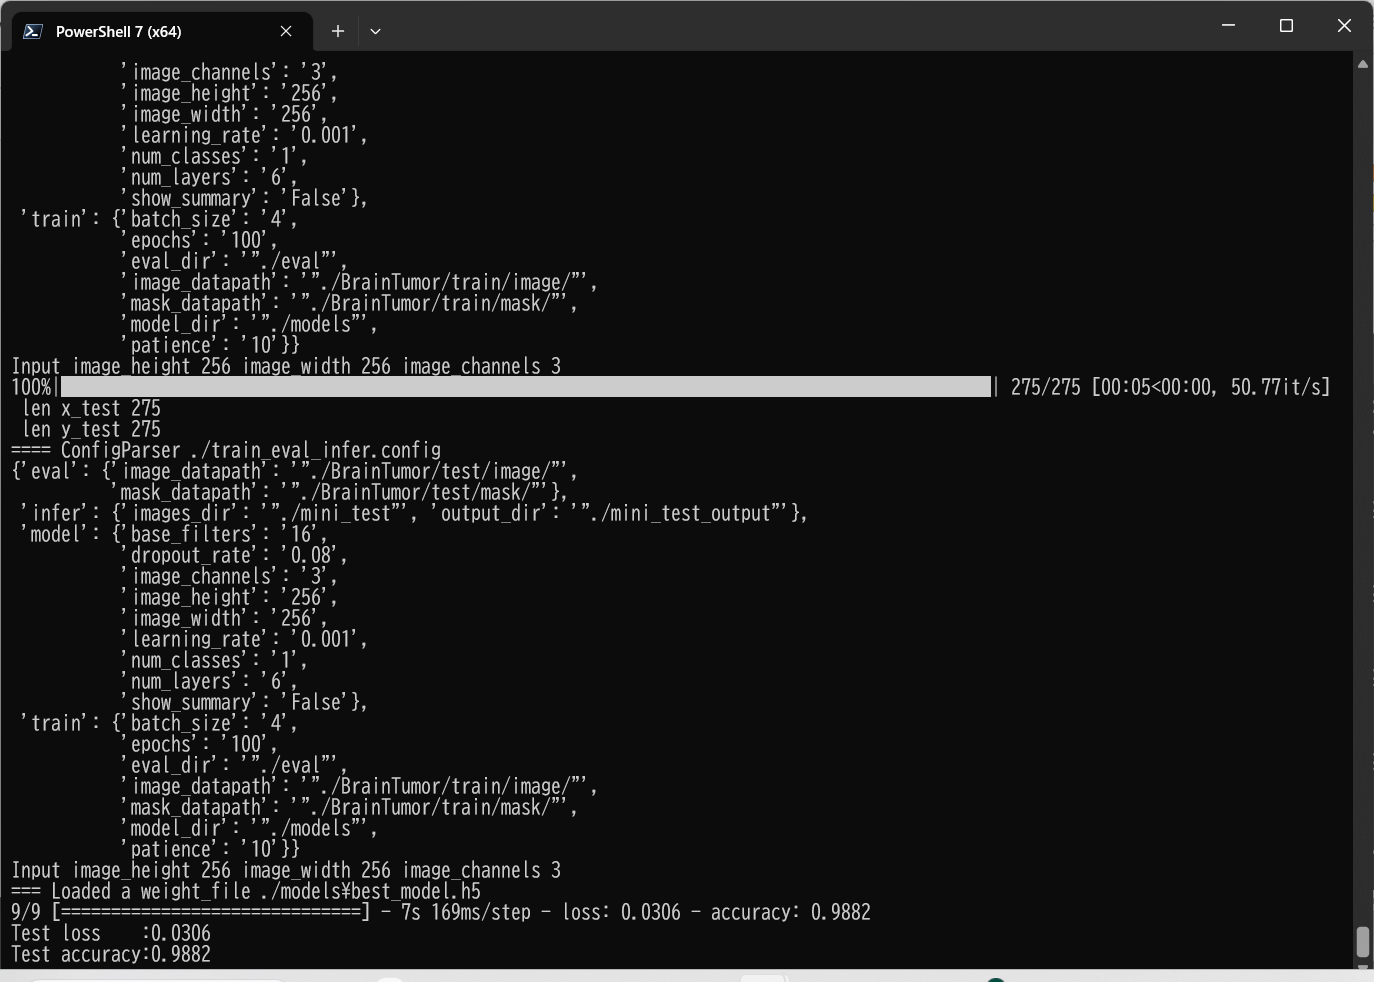 PowerShell 7 (x64)
'image_channels': '3',
'image_height': '256',
'image_width': '256',
'learning_rate': '0.001',
'num_classes': '1',
'num_layers': '6',
'show_summary': 'False'},
'train': {'batch_size': '4',
'epochs': '100',
'eval_dir': '"./eval"',
'image_datapath': '"./BrainTumor/train/image/"',
'mask_datapath': '"./BrainTumor/train/mask/"',
'model_dir': '"./models"',
'patience': '10'}}
Input image_height 256 image_width 256 image_channels 3
100%| | 275/275 [00:05<00:00, 50.77it/s]
len x_test 275
len y_test 275
==== ConfigParser ./train_eval_infer.config
{'eval': {'image_datapath': '"./BrainTumor/test/image/"',
'mask_datapath': '"./BrainTumor/test/mask/"'},
'infer': {'images_dir': '"./mini_test"', 'output_dir': '"./mini_test_output"'},
'model': {'base_filters': '16',
'dropout_rate': '0.08',
'image_channels': '3',
'image_height': '256',
'image_width': '256',
'learning_rate': '0.001',
'num_classes': '1',
'num_layers': '6',
'show_summary': 'False'},
'train': {'batch_size': '4',
'epochs': '100',
'eval_dir': '"./eval"',
'image_datapath': '"./BrainTumor/train/image/"',
'mask_datapath': '"./BrainTumor/train/mask/"',
'model_dir': '"./models"',
'patience': '10'}}
Input image_height 256 image_width 256 image_channels 3
=== Loaded a weight_file ./models¥best_model.h5
9/9 [==============================] - 7s 169ms/step - loss: 0.0306 - accuracy: 0.9882
Test loss    :0.0306
Test accuracy:0.9882